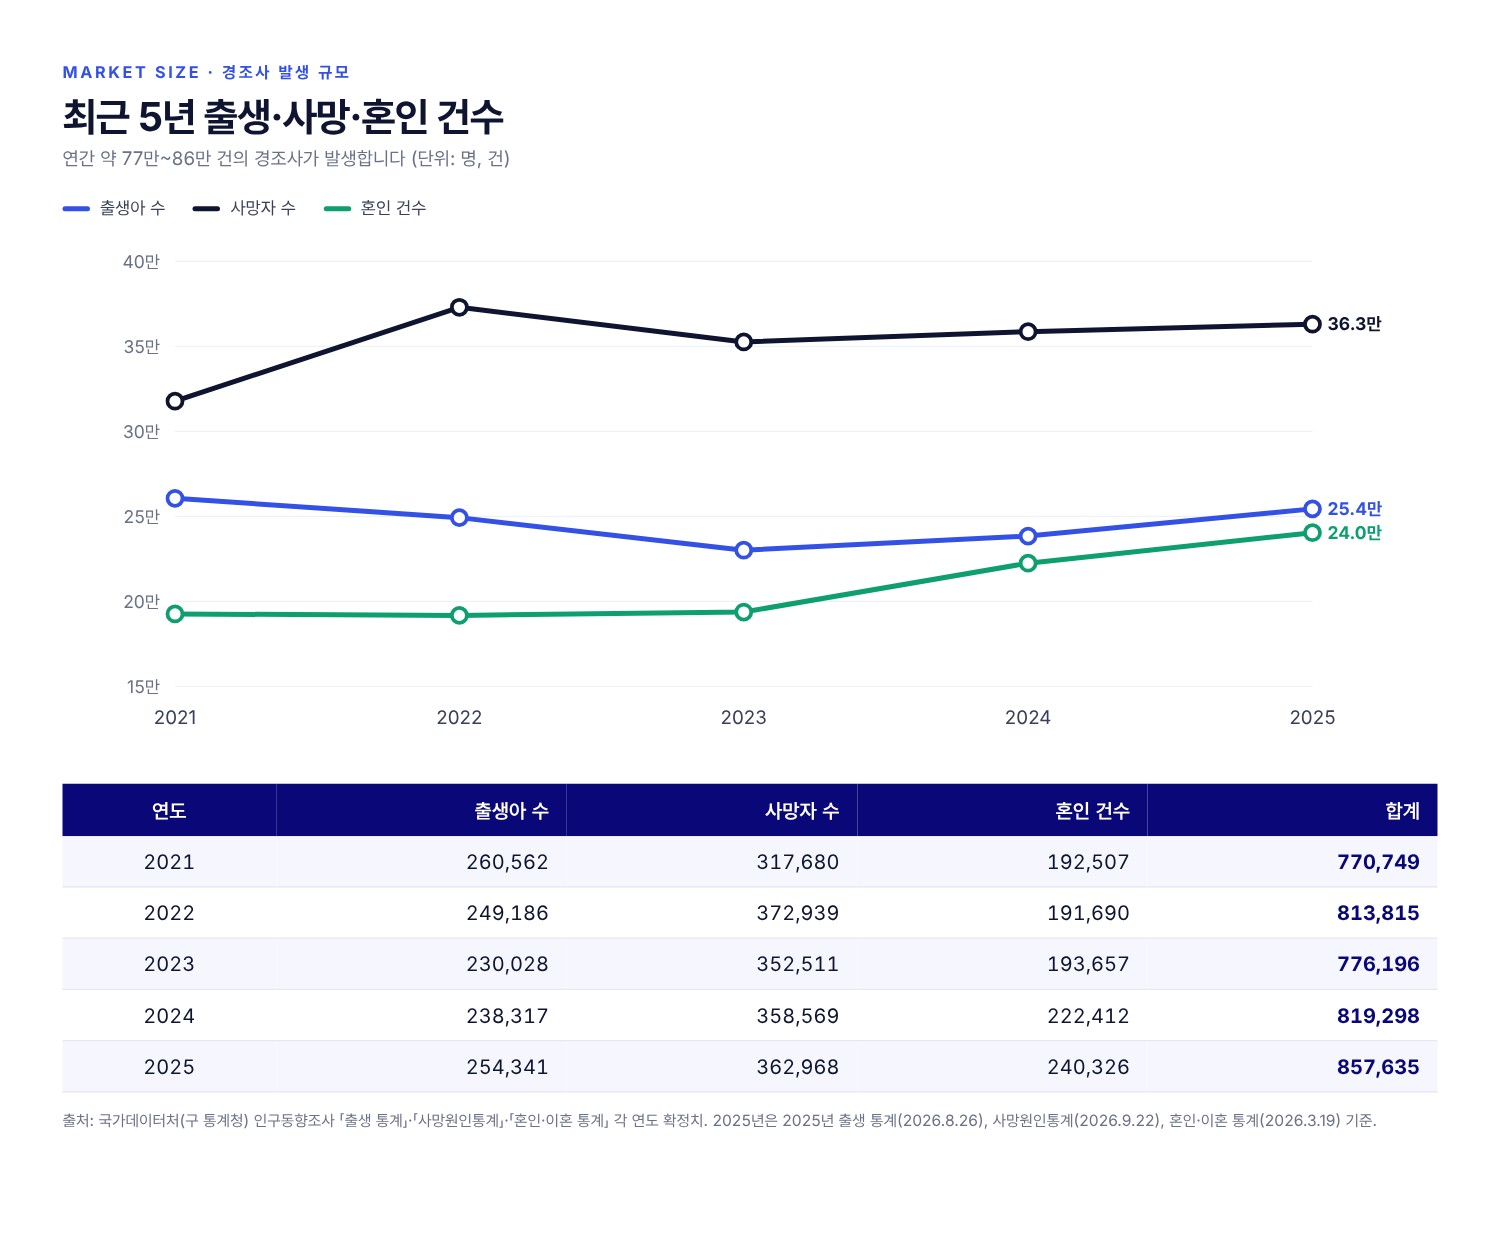 MARKET SIZE · 경조사 발생 규모
최근 5년 출생·사망·혼인 건수
연간 약 77만~86만 건의 경조사가 발생합니다 (단위: 명, 건)
출생아 수 사망자 수 혼인 건수
40만
35만
30만
25만
20만
15만
36.3만
25.4만
24.0만
2021 2022 2023 2024 2025
연도 출생아 수 사망자 수 혼인 건수 합계
2021 260,562 317,680 192,507 770,749
2022 249,186 372,939 191,690 813,815
2023 230,028 352,511 193,657 776,196
2024 238,317 358,569 222,412 819,298
2025 254,341 362,968 240,326 857,635
출처: 국가데이터처(구 통계청) 인구동향조사 「출생 통계」·「사망원인통계」·「혼인·이혼 통계」 각 연도 확정치. 2025년은 2025년 출생 통계(2026.8.26), 사망원인통계(2026.9.22), 혼인·이혼 통계(2026.3.19) 기준.